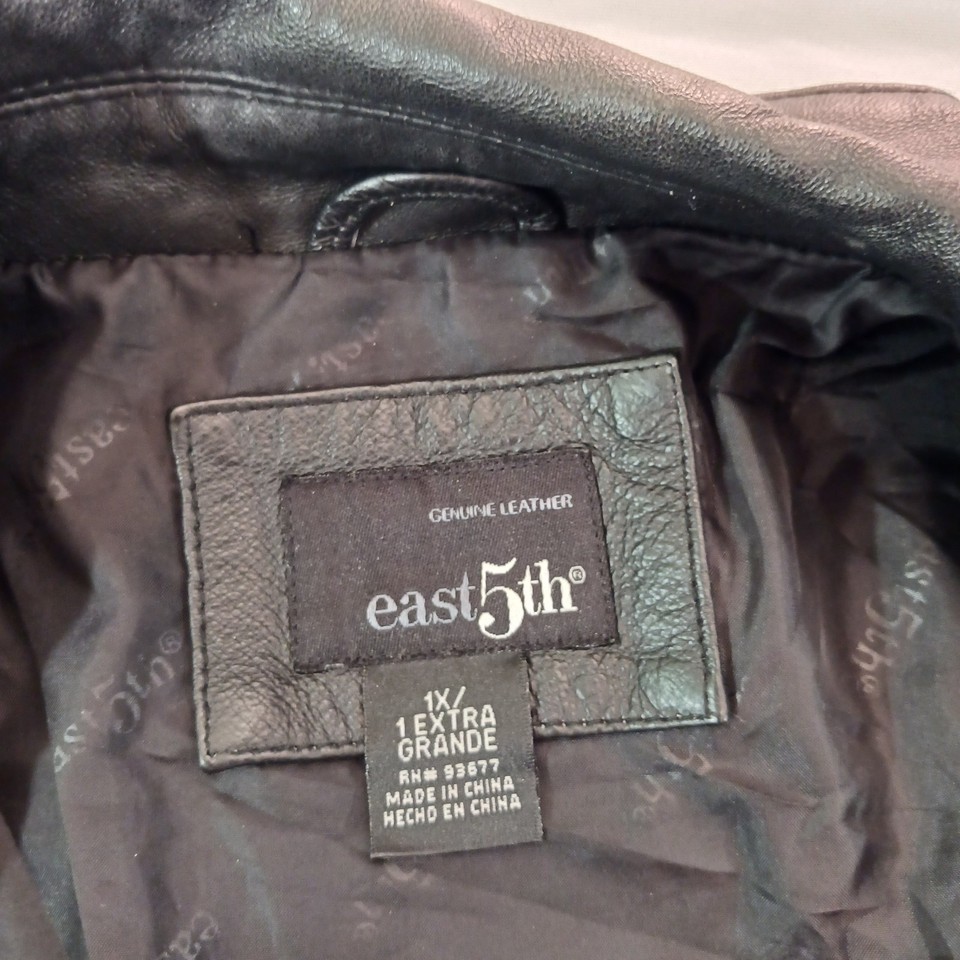 GENUINE LEATHER
east5th®
1X/
1 EXTRA
GRANDE
RN# 93677
MADE IN CHINA
HECHO EN CHINA